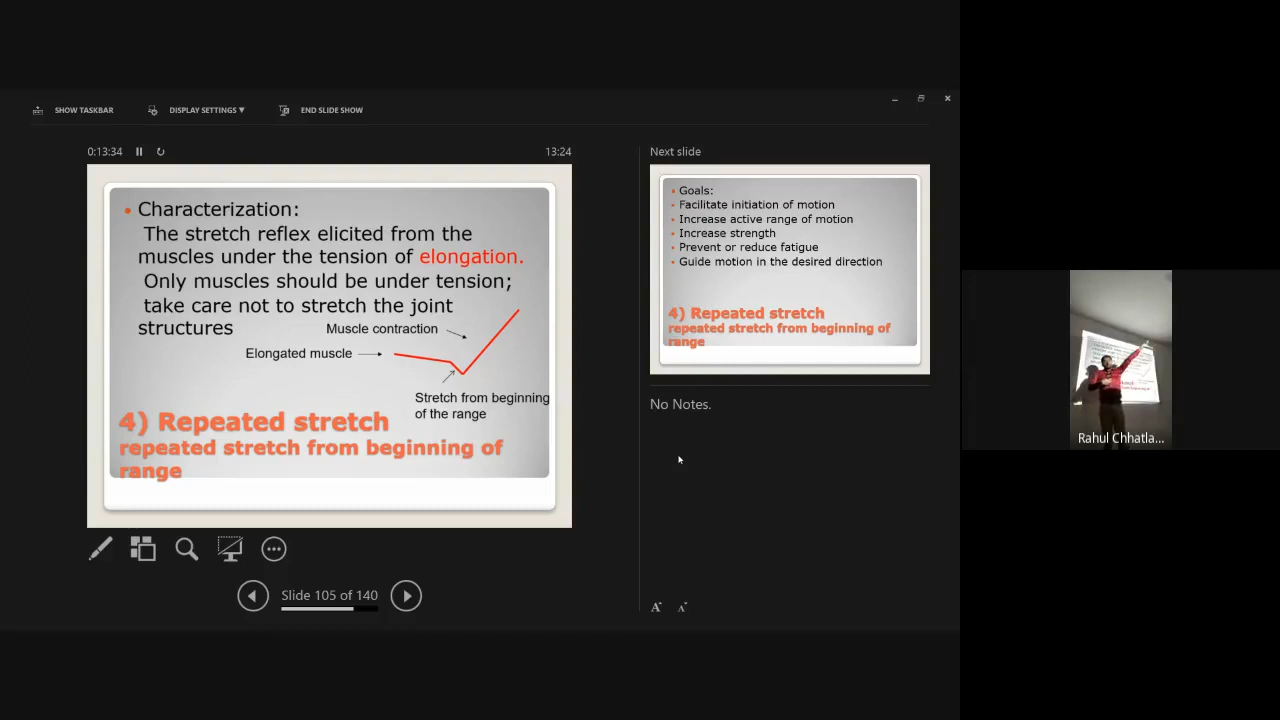 SHOW TASKBAR
DISPLAY SETTINGS ▼
END SLIDE SHOW
0:13:34
13:24
Next slide
• Characterization:
The stretch reflex elicited from the
muscles under the tension of elongation.
Only muscles should be under tension;
take care not to stretch the joint
structures
Muscle contraction
Elongated muscle
Stretch from beginning
of the range
4) Repeated stretch
repeated stretch from beginning of
range
• Goals:
• Facilitate initiation of motion
• Increase active range of motion
• Increase strength
• Prevent or reduce fatigue
• Guide motion in the desired direction
4) Repeated stretch
repeated stretch from beginning of
range
No Notes.
Rahul Chhatla...
Slide 105 of 140
A A